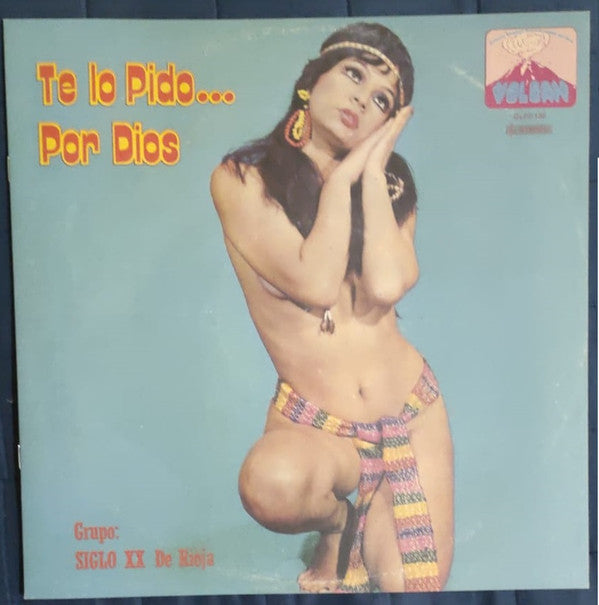 Te lo Pido...
Por Dios
VOLCAN
Grupo:
SIGLO XX De Rioja